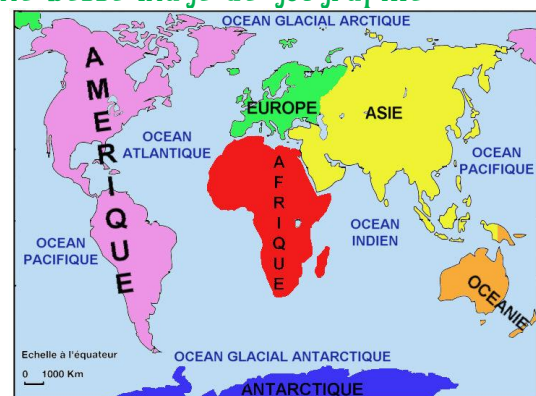 OCEAN GLACIAL ARCTIQUE
AMERIQUE
EUROPE
ASIE
OCEAN
ATLANTIQUE
OCEAN
PACIFIQUE
AFRIQUE
OCEAN
INDIEN
OCEAN
PACIFIQUE
OCEANIE
Echelle à l'équateur
0 1000 Km
OCEAN GLACIAL ANTARCTIQUE
ANTARCTIQUE